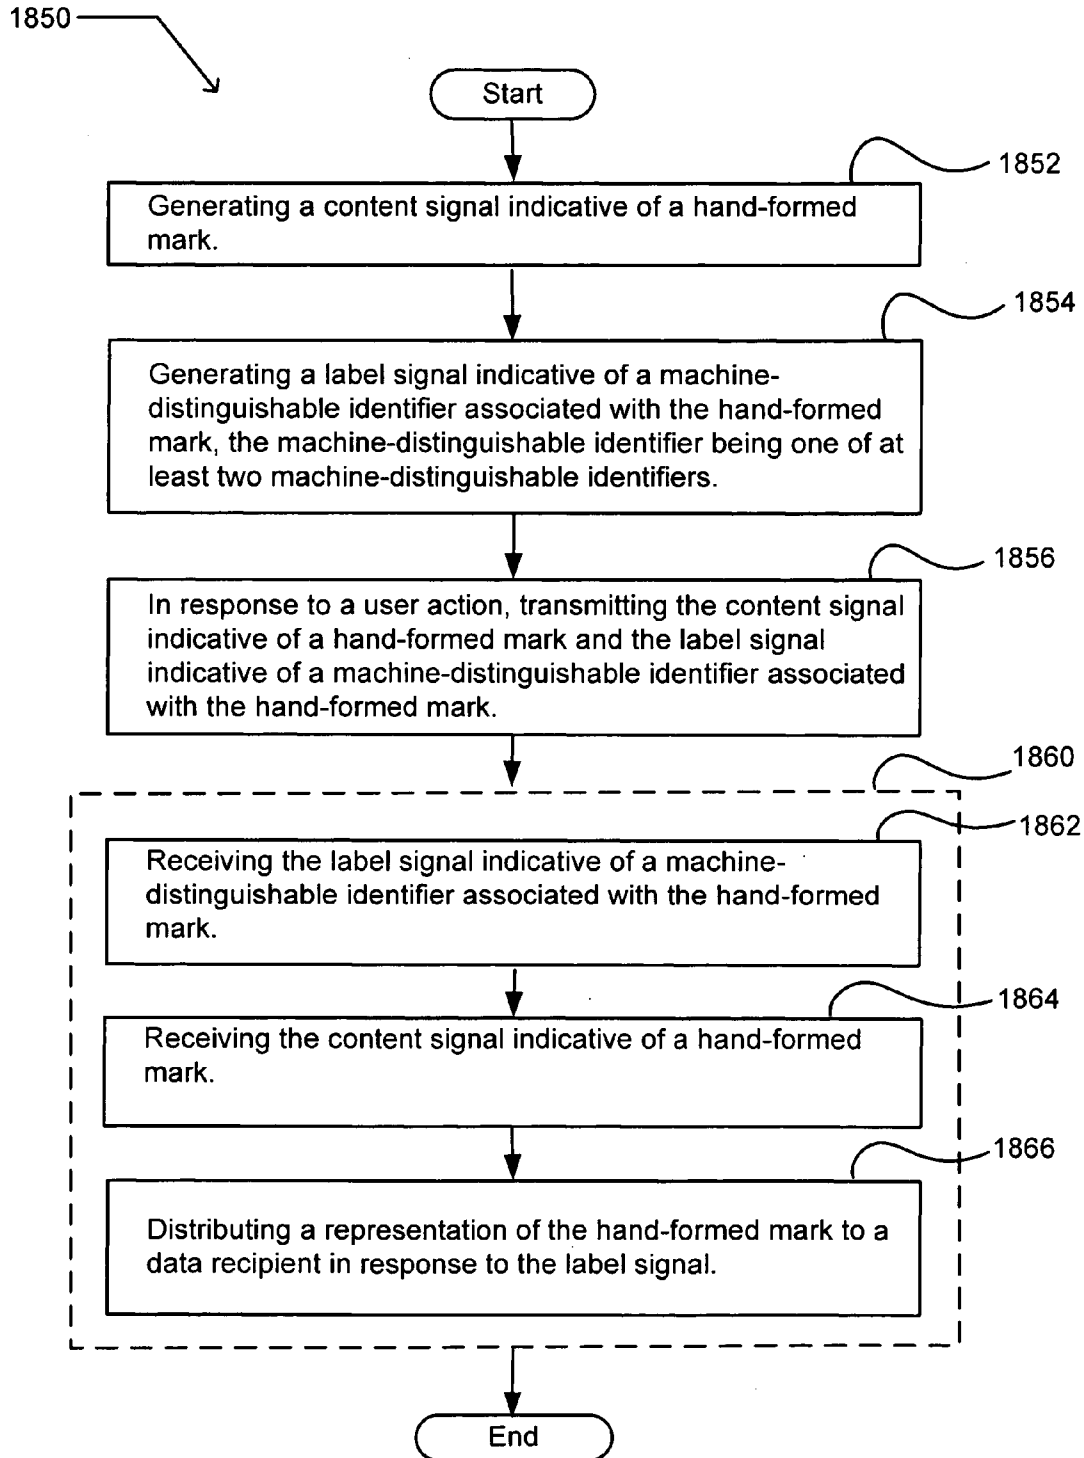 1850
Start
1852
Generating a content signal indicative of a hand-formed
mark.
1854
Generating a label signal indicative of a machine-
distinguishable identifier associated with the hand-formed
mark, the machine-distinguishable identifier being one of at
least two machine-distinguishable identifiers.
1856
In response to a user action, transmitting the content signal
indicative of a hand-formed mark and the label signal
indicative of a machine-distinguishable identifier associated
with the hand-formed mark.
1860
1862
Receiving the label signal indicative of a machine-
distinguishable identifier associated with the hand-formed
mark.
1864
Receiving the content signal indicative of a hand-formed
mark.
1866
Distributing a representation of the hand-formed mark to a
data recipient in response to the label signal.
End